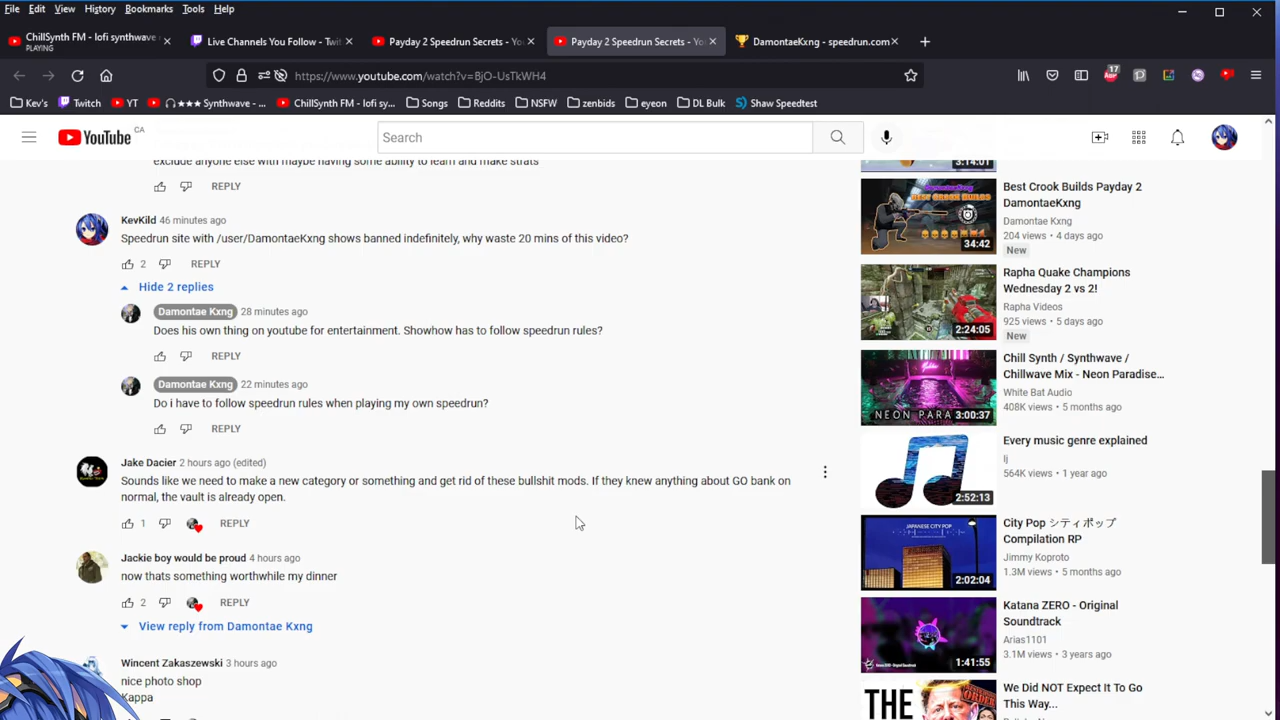 File Edit View History Bookmarks Tools Help
ChillSynth FM - lofi synthwave
PLAYING
Live Channels You Follow - Twi
Payday 2 Speedrun Secrets - Yo
Payday 2 Speedrun Secrets - Yo
DamontaeKxng - speedrun.com
https://www.youtube.com/watch?v=BjO-UsTkWH4
17
Kev's Twitch YT ★★★ Synthwave - ... ChillSynth FM - lofi sy... Songs Reddits NSFW zenbids eyeon DL Bulk Shaw Speedtest
YouTube CA
Search
exclude anyone else with maybe having some ability to learn and make strats
REPLY
KevKild 46 minutes ago
Speedrun site with /user/DamontaeKxng shows banned indefinitely, why waste 20 mins of this video?
2 REPLY
Hide 2 replies
Damontae Kxng 28 minutes ago
Does his own thing on youtube for entertainment. Showhow has to follow speedrun rules?
REPLY
Damontae Kxng 22 minutes ago
Do i have to follow speedrun rules when playing my own speedrun?
REPLY
Jake Dacier 2 hours ago (edited)
Sounds like we need to make a new category or something and get rid of these bullshit mods. If they knew anything about GO bank on
normal, the vault is already open.
1 REPLY
Jackie boy would be proud 4 hours ago
now thats something worthwhile my dinner
2 REPLY
View reply from Damontae Kxng
Wincent Zakaszewski 3 hours ago
nice photo shop
Kappa
3:14:01
DamontaeKxng
BEST CROOK BUILDS
34:42
Best Crook Builds Payday 2
DamontaeKxng
Damontae Kxng
204 views • 4 days ago
New
2:24:05
Rapha Quake Champions
Wednesday 2 vs 2!
Rapha Videos
925 views • 5 days ago
New
NEON PARA
3:00:37
Chill Synth / Synthwave /
Chillwave Mix - Neon Paradise...
White Bat Audio
408K views • 5 months ago
2:52:13
Every music genre explained
lj
564K views • 1 year ago
JAPANESE CITY POP
2:02:04
City Pop シティポップ
Compilation RP
Jimmy Koproto
1.3M views • 5 months ago
1:41:55
Katana ZERO - Original
Soundtrack
Arias1101
3.1M views • 3 years ago
THE
We Did NOT Expect It To Go
This Way...